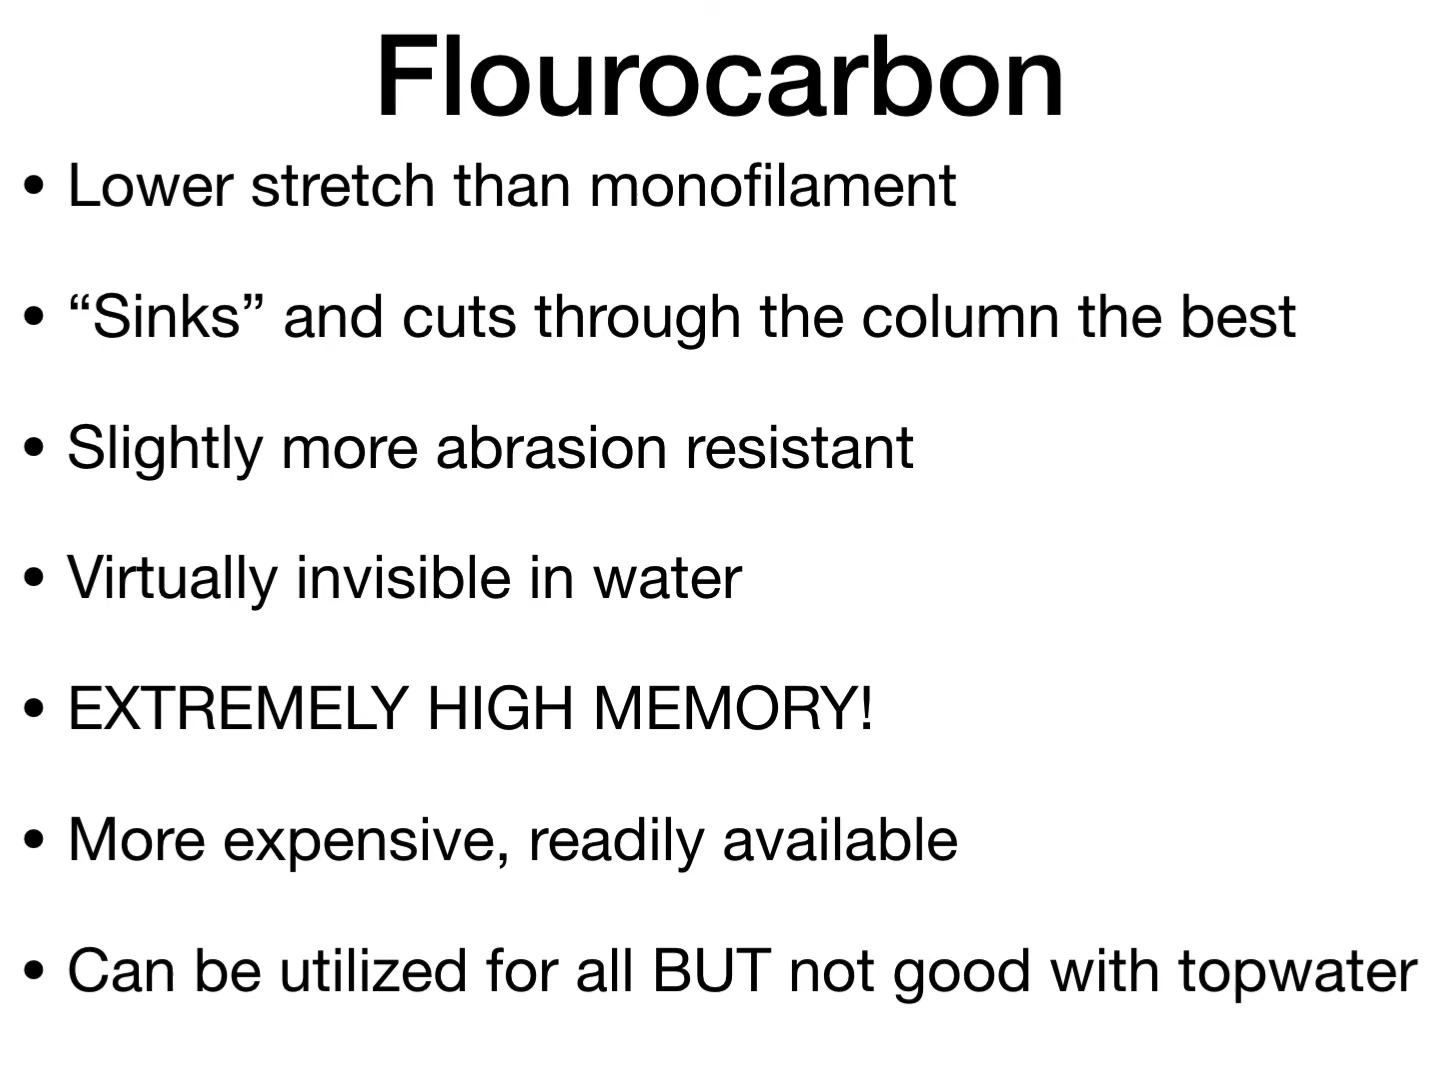 Flourocarbon
• Lower stretch than monofilament
• “Sinks” and cuts through the column the best
• Slightly more abrasion resistant
• Virtually invisible in water
• EXTREMELY HIGH MEMORY!
• More expensive, readily available
• Can be utilized for all BUT not good with topwater